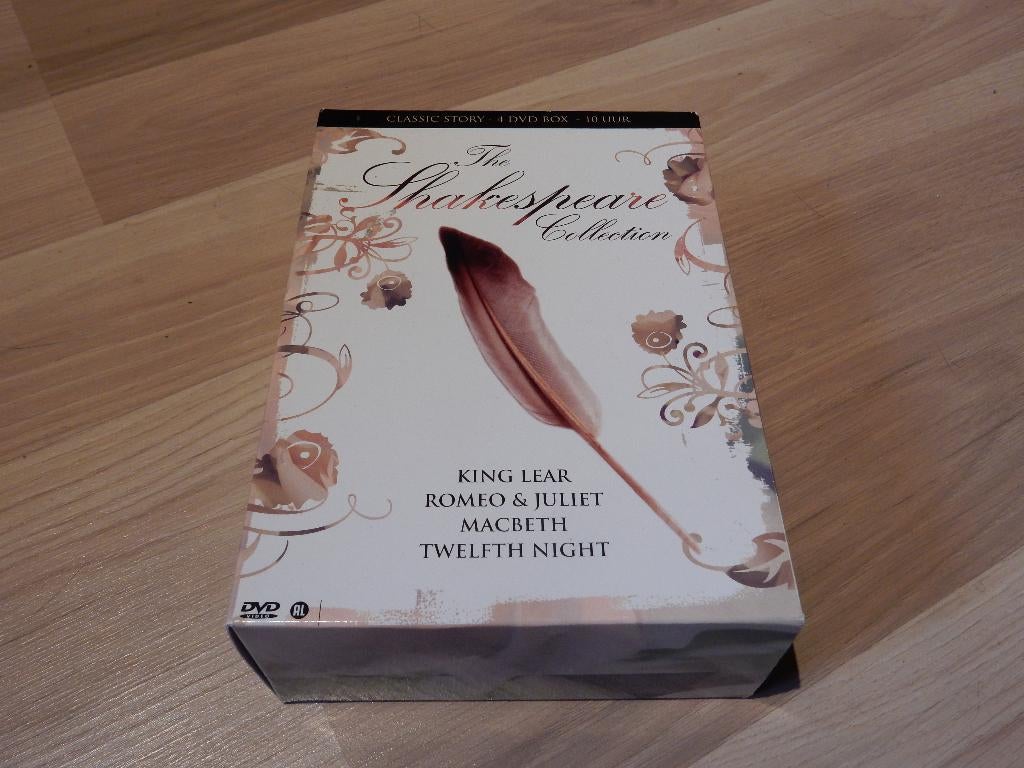 CLASSIC STORY - 4 DVD BOX - 10 UUR
The
Shakespeare
Collection
KING LEAR
ROMEO & JULIET
MACBETH
TWELFTH NIGHT
DVD VIDEO AL